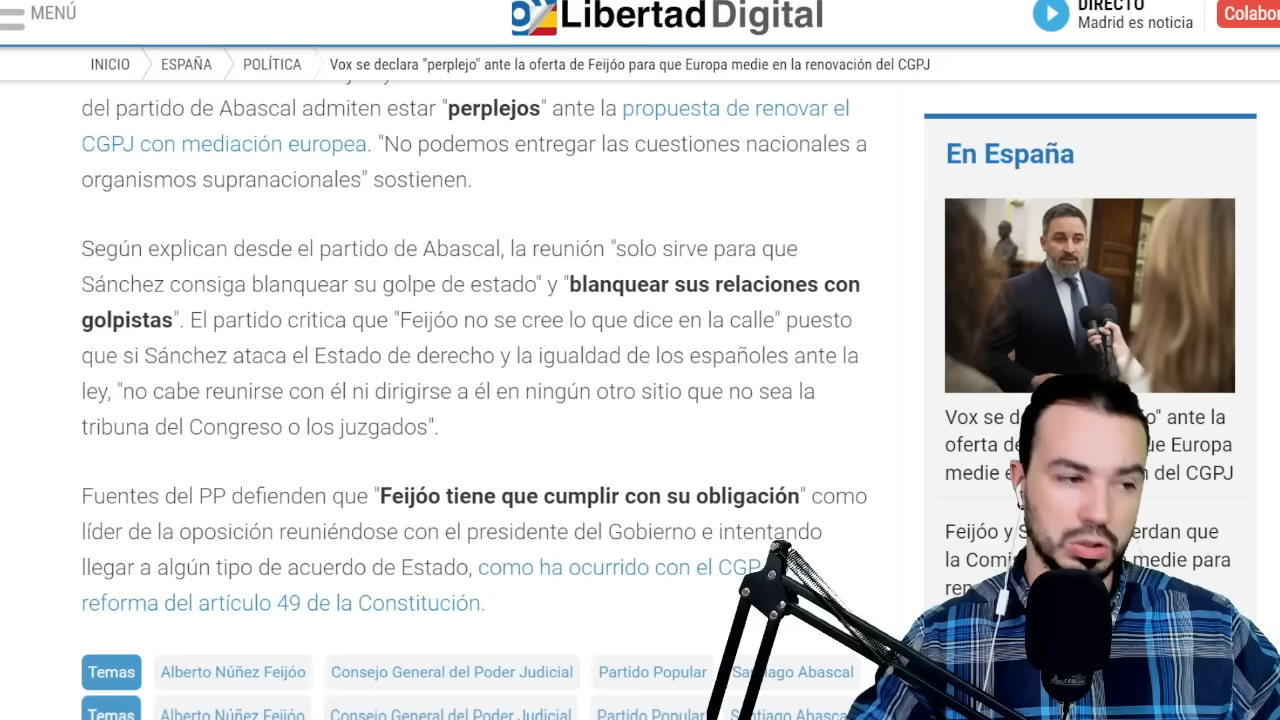 MENÚ
Libertad Digital
DIRECTO
Madrid es noticia
Colabor
INICIO
ESPAÑA
POLÍTICA
Vox se declara "perplejo" ante la oferta de Feijóo para que Europa medie en la renovación del CGPJ
del partido de Abascal admiten estar "perplejos" ante la propuesta de renovar el
CGPJ con mediación europea. "No podemos entregar las cuestiones nacionales a
organismos supranacionales" sostienen.
Según explican desde el partido de Abascal, la reunión "solo sirve para que
Sánchez consiga blanquear su golpe de estado" y "blanquear sus relaciones con
golpistas". El partido critica que "Feijóo no se cree lo que dice en la calle" puesto
que si Sánchez ataca el Estado de derecho y la igualdad de los españoles ante la
ley, "no cabe reunirse con él ni dirigirse a él en ningún otro sitio que no sea la
tribuna del Congreso o los juzgados".
Fuentes del PP defienden que "Feijóo tiene que cumplir con su obligación" como
líder de la oposición reuniéndose con el presidente del Gobierno e intentando
llegar a algún tipo de acuerdo de Estado, como ha ocurrido con el CGP
reforma del artículo 49 de la Constitución.
Temas
Alberto Núñez Feijóo
Consejo General del Poder Judicial
Partido Popular
Santiago Abascal
Temas
Alberto Núñez Feijóo
Consejo General del Poder Judicial
Partido Popular
Santiago Abascal
En España
Vox se d o" ante la
oferta de ue Europa
medie e del CGPJ
Feijóo y S erdan que
la Comi medie para
ren